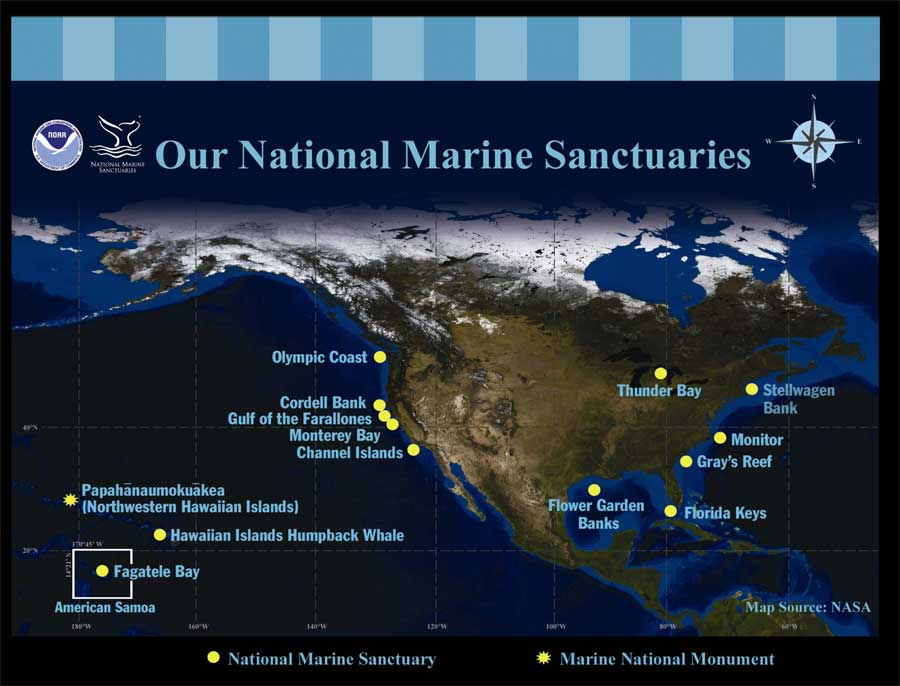 N
NOAA
NATIONAL MARINE
SANCTUARIES
Our National Marine Sanctuaries
W
E
S
60°N
Olympic Coast
Thunder Bay
Stellwagen
Bank
Cordell Bank
Gulf of the Farallones
Monterey Bay
Channel Islands
40°N
Monitor
Gray's Reef
Papahānaumokuākea
(Northwestern Hawaiian Islands)
Flower Garden
Banks
Florida Keys
Hawaiian Islands Humpback Whale
170°45" W
20°N
14°21' S
Fagatele Bay
American Samoa
Map Source: NASA
180°W
160°W
140°W
120°W
100°W
80°W
60°W
National Marine Sanctuary
Marine National Monument